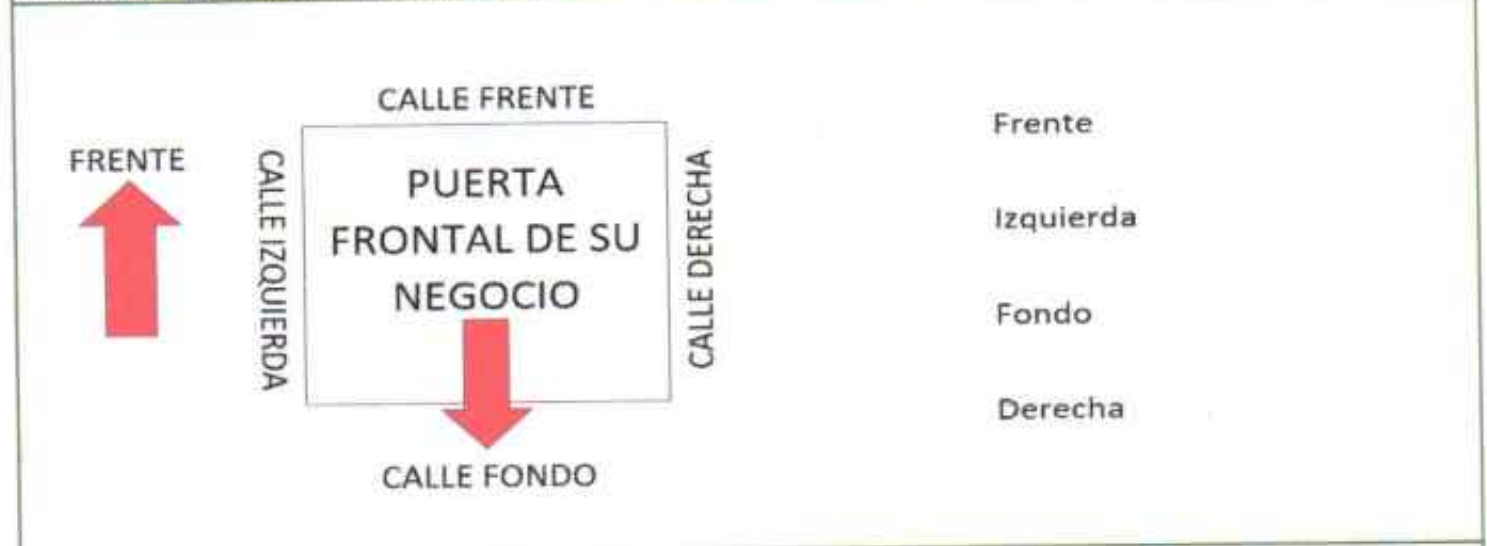 CALLE FRENTE
FRENTE
CALLE IZQUIERDA
PUERTA
FRONTAL DE SU
NEGOCIO
CALLE DERECHA
CALLE FONDO
Frente
Izquierda
Fondo
Derecha